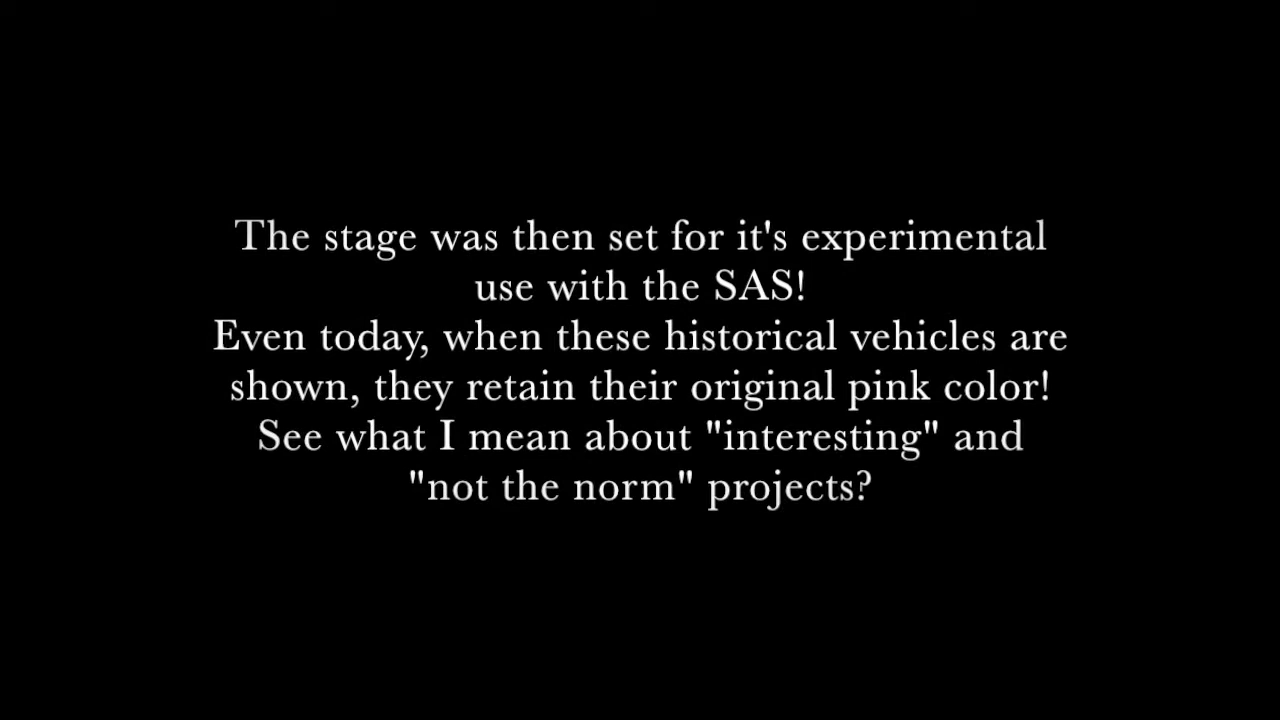 The stage was then set for it's experimental
use with the SAS!
Even today, when these historical vehicles are
shown, they retain their original pink color!
See what I mean about "interesting" and
"not the norm" projects?